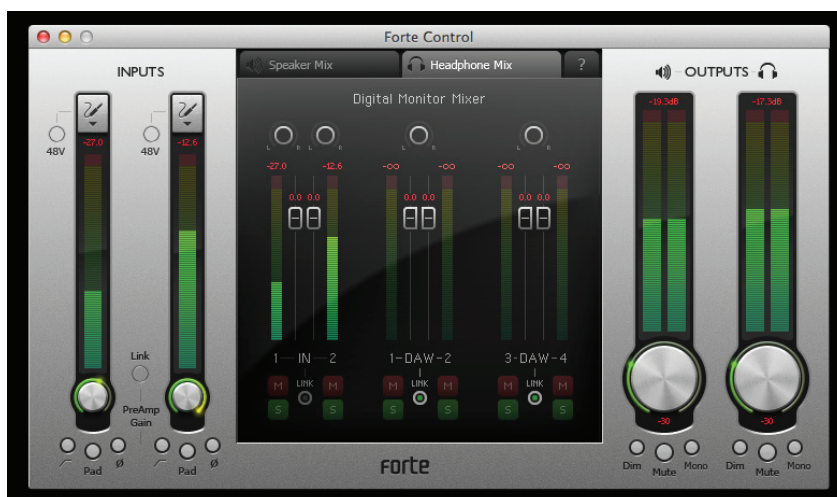 Forte Control
INPUTS
48V
-27.0
48V
-12.6
Link
PreAmp
Gain
Pad
ø
Pad
ø
Speaker Mix
Headphone Mix
?
Digital Monitor Mixer
L R L R
L R
L R
-27.0 -12.6
-∞ -∞
-∞ -∞
0.0 0.0
0.0 0.0
0.0 0.0
1 IN 2
1-DAW-2
3-DAW-4
M LINK M
S S
M LINK M
S S
M LINK M
S S
Forte
OUTPUTS
-19.3dB
-17.3dB
-30
-30
Dim Mute Mono
Dim Mute Mono